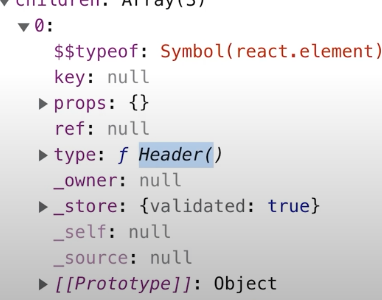 ▼ children: Array(3)
▼ 0:
$$typeof: Symbol(react.element)
key: null
▶ props: {}
ref: null
▶ type: ƒ Header()
_owner: null
▶ _store: {validated: true}
_self: null
_source: null
▶ [[Prototype]]: Object